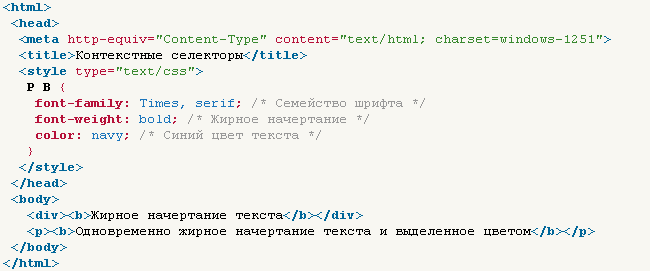 <html>
<head>
<meta http-equiv="Content-Type" content="text/html; charset=windows-1251">
<title>Контекстные селекторы</title>
<style type="text/css">
P B {
font-family: Times, serif; /* Семейство шрифта */
font-weight: bold; /* Жирное начертание */
color: navy; /* Синий цвет текста */
}
</style>
</head>
<body>
<div><b>Жирное начертание текста</b></div>
<p><b>Одновременно жирное начертание текста и выделенное цветом</b></p>
</body>
</html>